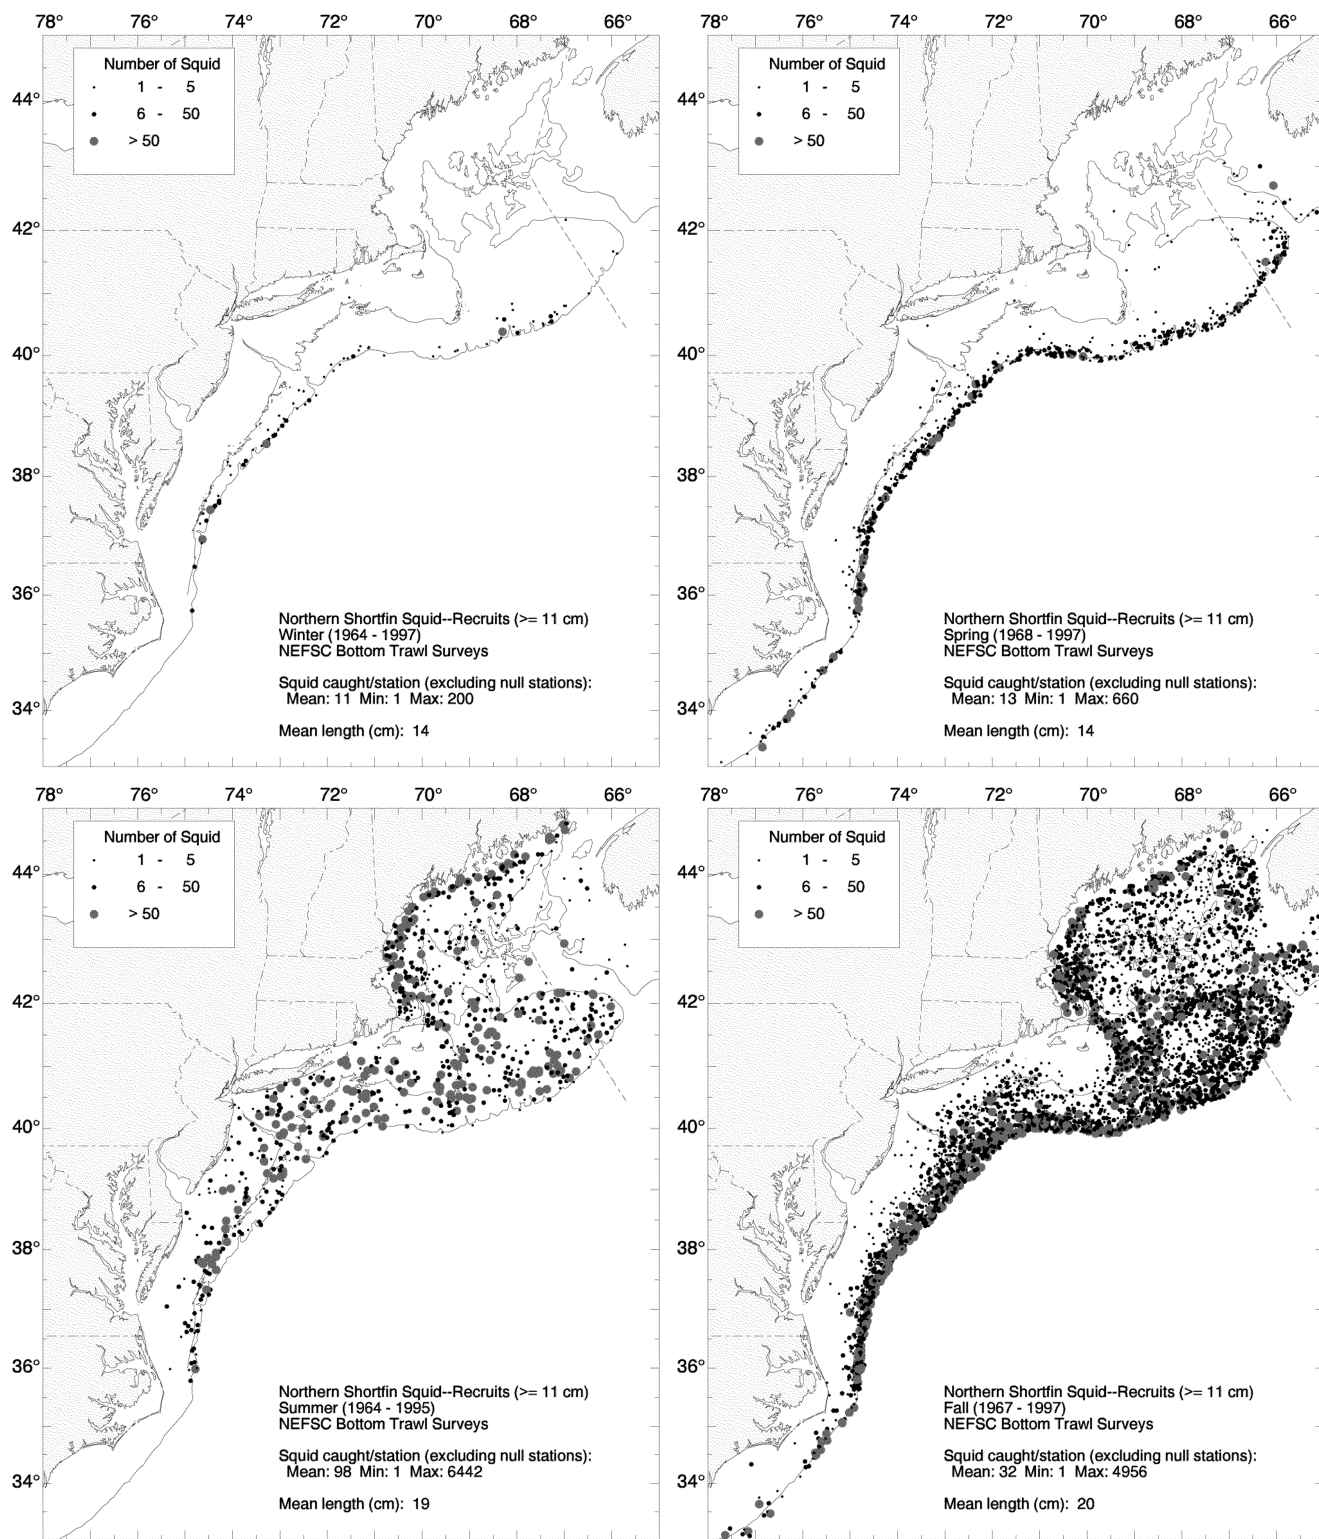 78° 76° 74° 72° 70° 68° 66°
44°
42°
40°
38°
36°
34°
Number of Squid
1 - 5
6 - 50
> 50
Northern Shortfin Squid--Recruits (>= 11 cm)
Winter (1964 - 1997)
NEFSC Bottom Trawl Surveys
Squid caught/station (excluding null stations):
Mean: 11 Min: 1 Max: 200
Mean length (cm): 14
78° 76° 74° 72° 70° 68° 66°
44°
42°
40°
38°
36°
34°
Number of Squid
1 - 5
6 - 50
> 50
Northern Shortfin Squid--Recruits (>= 11 cm)
Spring (1968 - 1997)
NEFSC Bottom Trawl Surveys
Squid caught/station (excluding null stations):
Mean: 13 Min: 1 Max: 660
Mean length (cm): 14
78° 76° 74° 72° 70° 68° 66°
44°
42°
40°
38°
36°
34°
Number of Squid
1 - 5
6 - 50
> 50
Northern Shortfin Squid--Recruits (>= 11 cm)
Summer (1964 - 1995)
NEFSC Bottom Trawl Surveys
Squid caught/station (excluding null stations):
Mean: 98 Min: 1 Max: 6442
Mean length (cm): 19
78° 76° 74° 72° 70° 68° 66°
44°
42°
40°
38°
36°
34°
Number of Squid
1 - 5
6 - 50
> 50
Northern Shortfin Squid--Recruits (>= 11 cm)
Fall (1967 - 1997)
NEFSC Bottom Trawl Surveys
Squid caught/station (excluding null stations):
Mean: 32 Min: 1 Max: 4956
Mean length (cm): 20